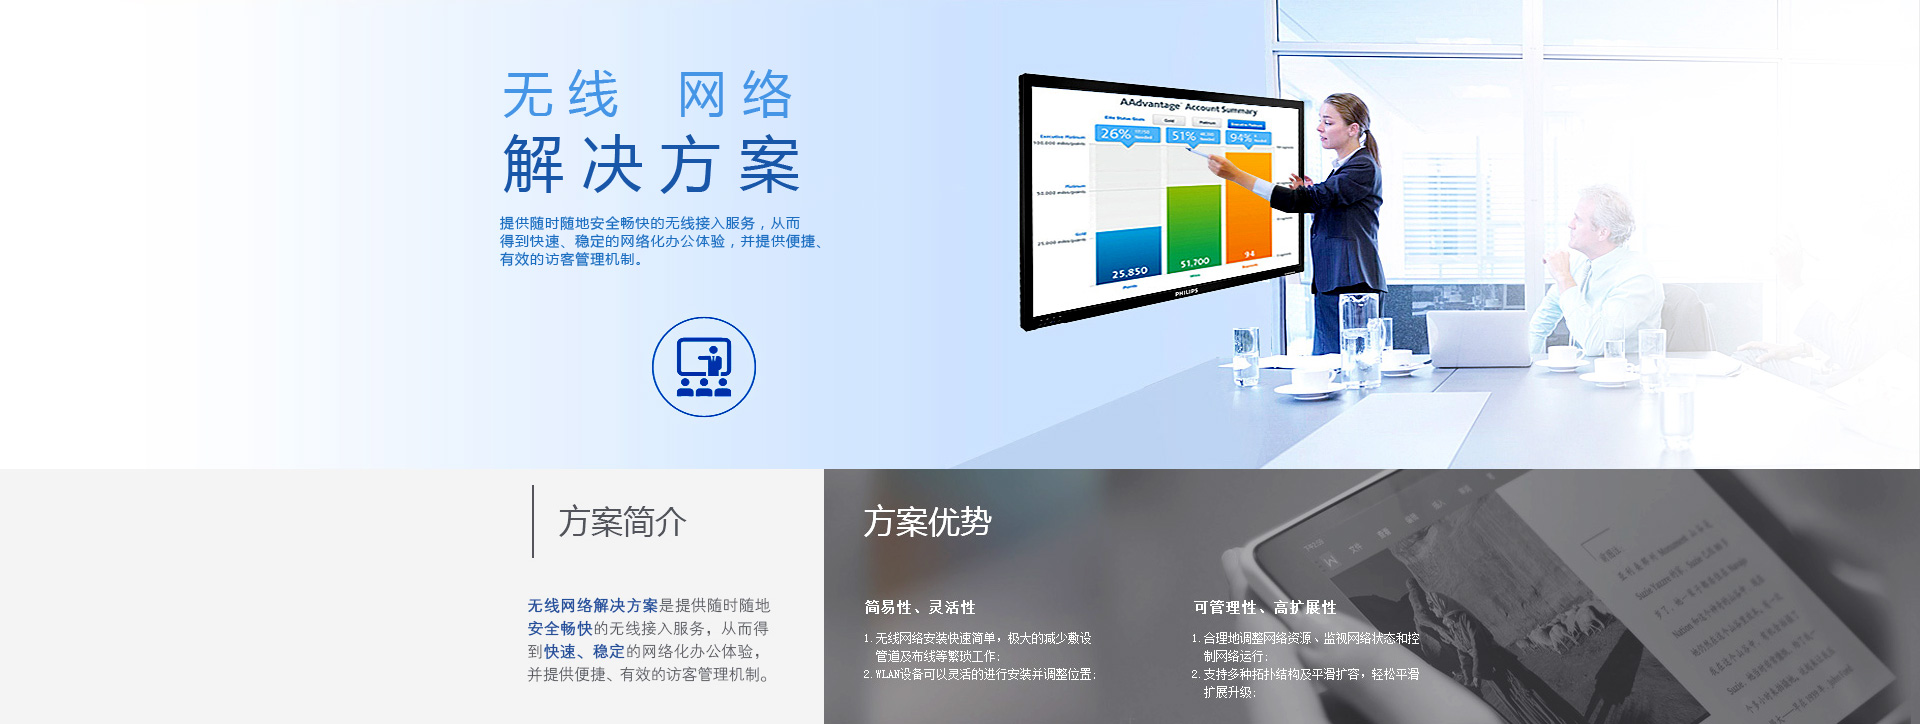 无线 网络
解决方案
提供随时随地安全畅快的无线接入服务，从而
得到快速、稳定的网络化办公体验，并提供便捷、
有效的访客管理机制。
AAdvantage Account Summary
Elite Status Goals
Gold
Platinum
Executive Platinum
26%
51%
94%
Executive Platinum
Platinum
Gold
25,850
51,700
94
PHILIPS
方案简介
无线网络解决方案是提供随时随地
安全畅快的无线接入服务，从而得
到快速、稳定的网络化办公体验，
并提供便捷、有效的访客管理机制。
方案优势
简易性、灵活性
1.无线网络安装快速简单，极大的减少敷设
管道及布线等繁琐工作；
2.WLAN设备可以灵活的进行安装并调整位置；
可管理性、高扩展性
1.合理地调整网络资源、监视网络状态和控
制网络运行；
2.支持多种拓扑结构及平滑扩容，轻松平滑
扩展升级；